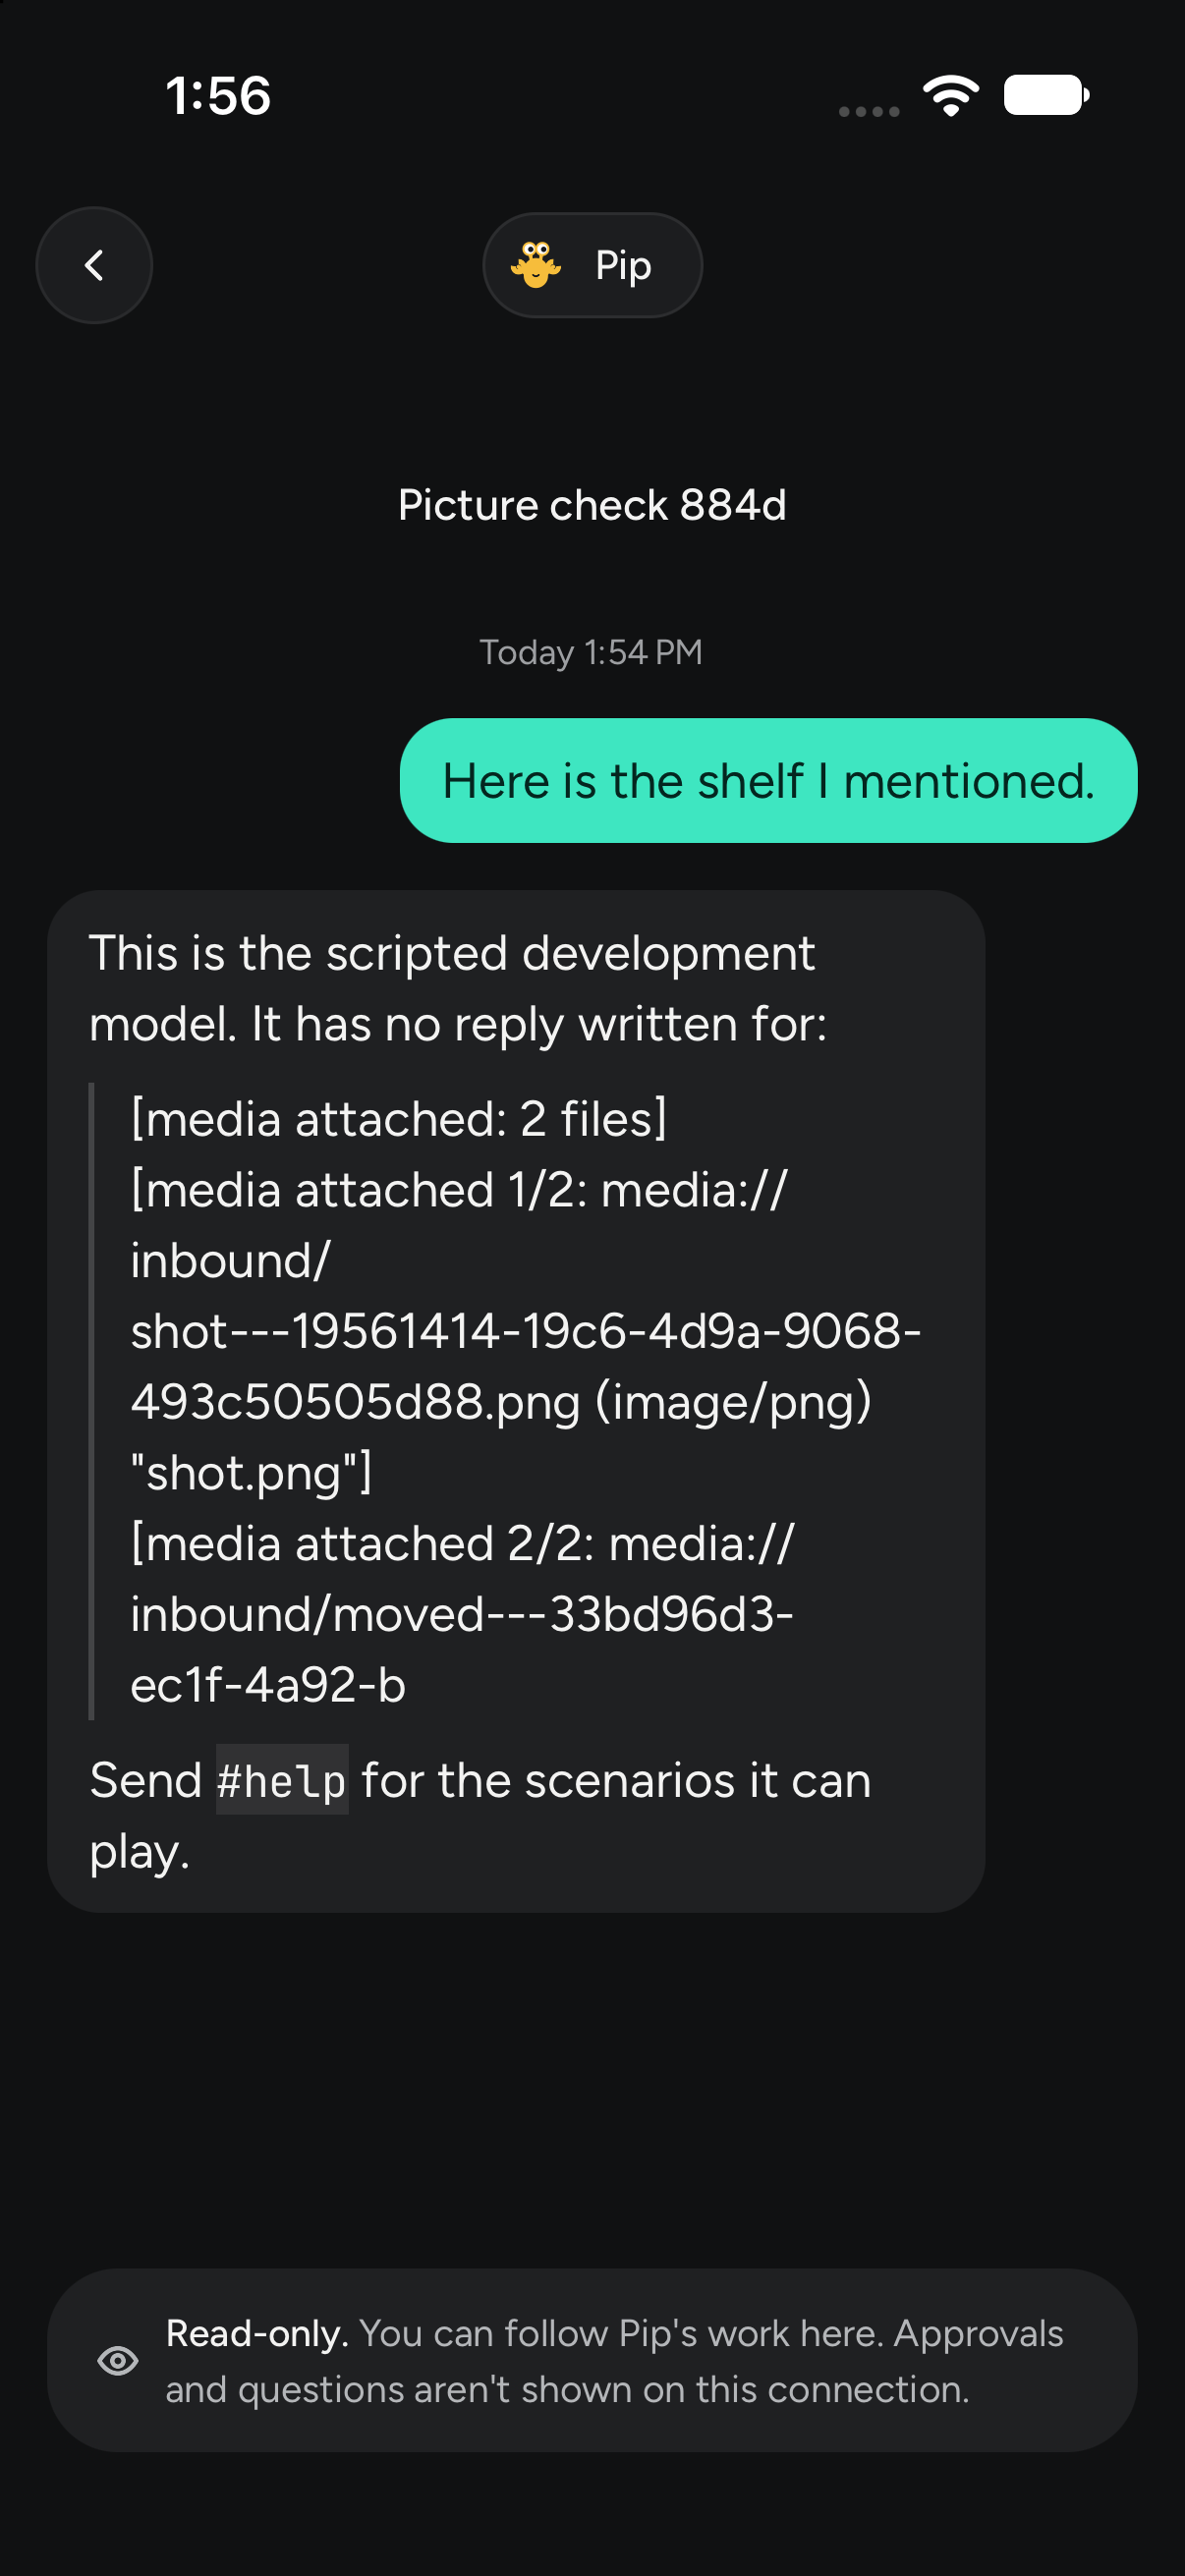 1:56
Pip
Picture check 884d
Today 1:54 PM
Here is the shelf I mentioned.
This is the scripted development
model. It has no reply written for:
[media attached: 2 files]
[media attached 1/2: media://
inbound/
shot---19561414-19c6-4d9a-9068-
493c50505d88.png (image/png)
"shot.png"]
[media attached 2/2: media://
inbound/moved---33bd96d3-
ec1f-4a92-b
Send #help for the scenarios it can
play.
Read-only. You can follow Pip's work here. Approvals
and questions aren't shown on this connection.